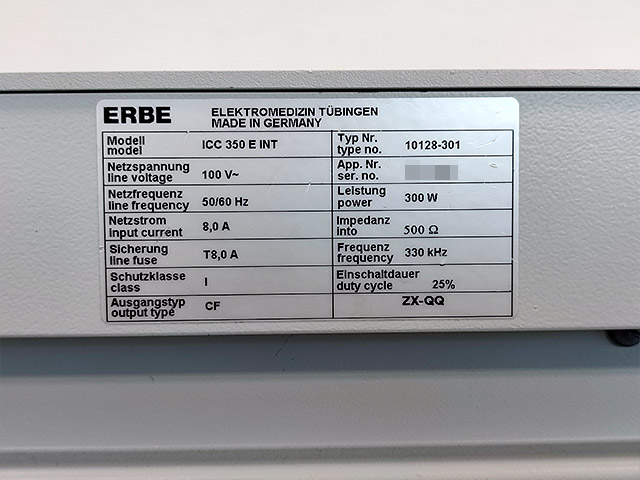 ERBE ELEKTROMEDIZIN TÜBINGEN
MADE IN GERMANY
Modell
model
ICC 350 E INT
Typ Nr.
type no.
10128-301
Netzspannung
line voltage
100 V~
App. Nr.
ser. no.
Netzfrequenz
line frequency
50/60 Hz
Leistung
power
300 W
Netzstrom
input current
8,0 A
Impedanz
into
500 Ω
Sicherung
line fuse
T8,0 A
Frequenz
frequency
330 kHz
Schutzklasse
class
I
Einschaltdauer
duty cycle
25%
Ausgangstyp
output type
CF
ZX-QQ